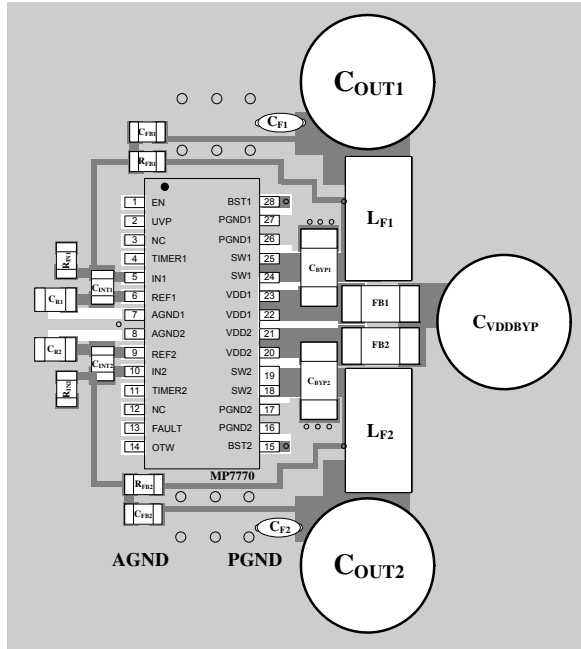 COUT1
CF1
CFB1
RFB1
LF1
1 EN BST1 28
2 UVP PGND1 27
3 NC PGND1 26
4 TIMER1 SW1 25
5 IN1 SW1 24
6 REF1 VDD1 23
7 AGND1 VDD1 22
8 AGND2 VDD2 21
9 REF2 VDD2 20
10 IN2 SW2 19
11 TIMER2 SW2 18
12 NC PGND2 17
13 FAULT PGND2 16
14 OTW BST2 15
MP7770
RIN1
CINT1
CR1
CR2
CINT2
RIN2
CBYP1
FB1
FB2
CVDDBYP
CBYP2
LF2
RFB2
CFB2
CF2
AGND PGND
COUT2